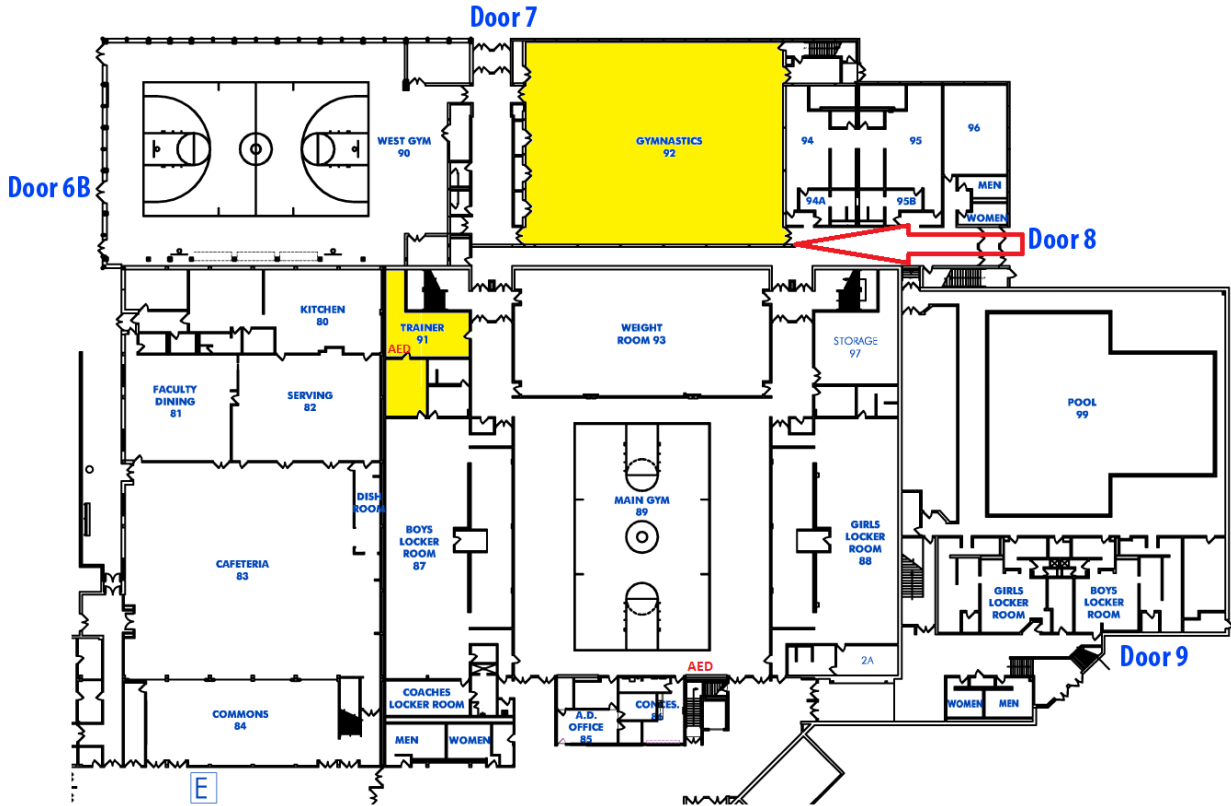 Door 7
WEST GYM
90
GYMNASTICS
92
94
95
96
Door 6B
94A
95B
MEN
WOMEN
Door 8
KITCHEN
80
TRAINER
91
AED
WEIGHT
ROOM 93
STORAGE
97
FACULTY
DINING
81
SERVING
82
POOL
99
DISH
ROOM
MAIN GYM
89
BOYS
LOCKER
ROOM
87
GIRLS
LOCKER
ROOM
88
CAFETERIA
83
GIRLS
LOCKER
ROOM
BOYS
LOCKER
ROOM
Door 9
AED
2A
COACHES
LOCKER ROOM
COMMONS
84
A.D.
OFFICE
85
CONCES.
86
WOMEN
MEN
MEN
WOMEN
E